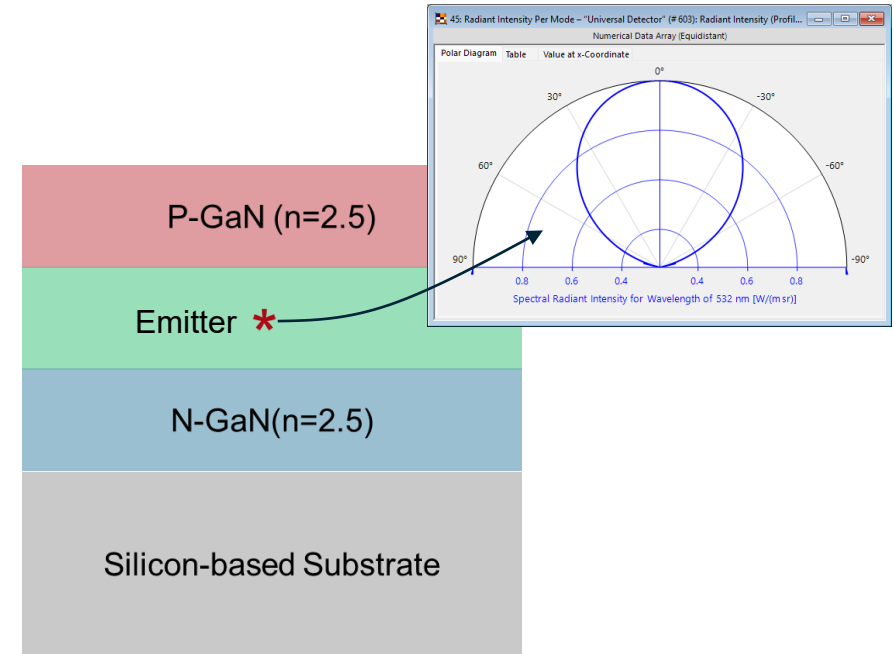 45: Radiant Intensity Per Mode – "Universal Detector" (# 603): Radiant Intensity (Profil...
Numerical Data Array (Equidistant)
Polar Diagram Table Value at x-Coordinate
0°
30° -30°
60° -60°
90° -90°
0.8 0.6 0.4 0.4 0.6 0.8
Spectral Radiant Intensity for Wavelength of 532 nm [W/(m sr)]
P-GaN (n=2.5)
Emitter *
N-GaN(n=2.5)
Silicon-based Substrate